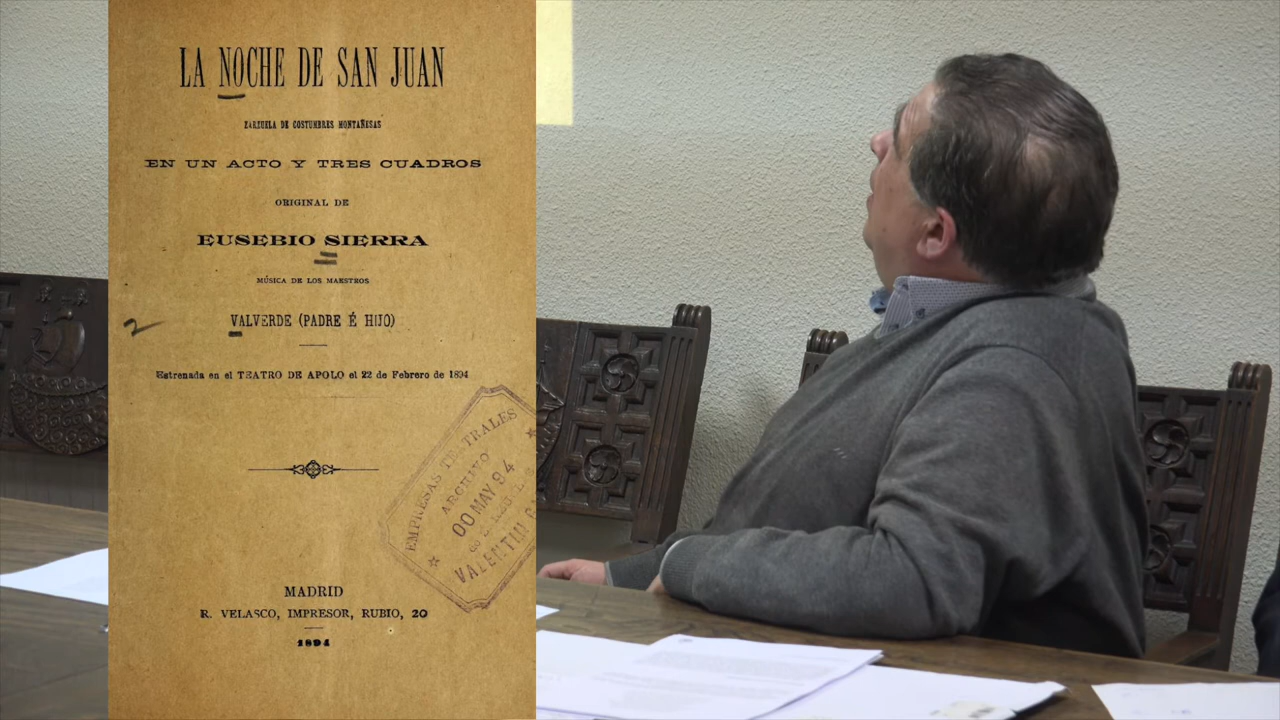 LA NOCHE DE SAN JUAN
ZARZUELA DE COSTUMBRES MONTAÑESAS
EN UN ACTO Y TRES CUADROS
ORIGINAL DE
EUSEBIO SIERRA
MÚSICA DE LOS MAESTROS
2
VALVERDE (PADRE É HIJO)
Estrenada en el TEATRO DE APOLO el 22 de Febrero de 1894
EMPRESAS TEATRALES
ARCHIVO
00 MAY 94
VALENTIN
MADRID
R. VELASCO, IMPRESOR, RUBIO, 20
1894